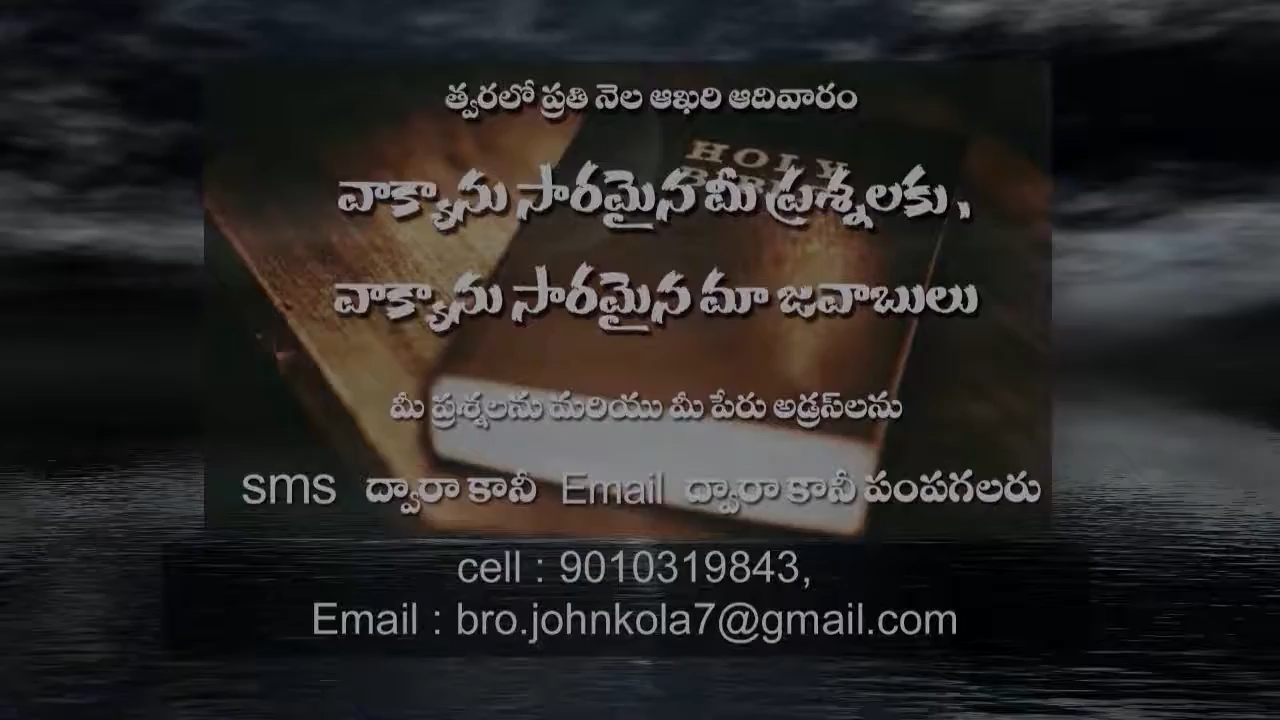 త్వరలో ప్రతి నెల ఆఖరి ఆదివారం
HOLY
వాక్యాను సారమైన మీ ప్రశ్నలకు,
వాక్యాను సారమైన మా జవాబులు
మీ ప్రశ్నలను మరియు మీ పేరు అడ్రస్‌లను
sms ద్వారా కానీ Email ద్వారా కానీ పంపగలరు
cell : 9010319843,
Email : bro.johnkola7@gmail.com